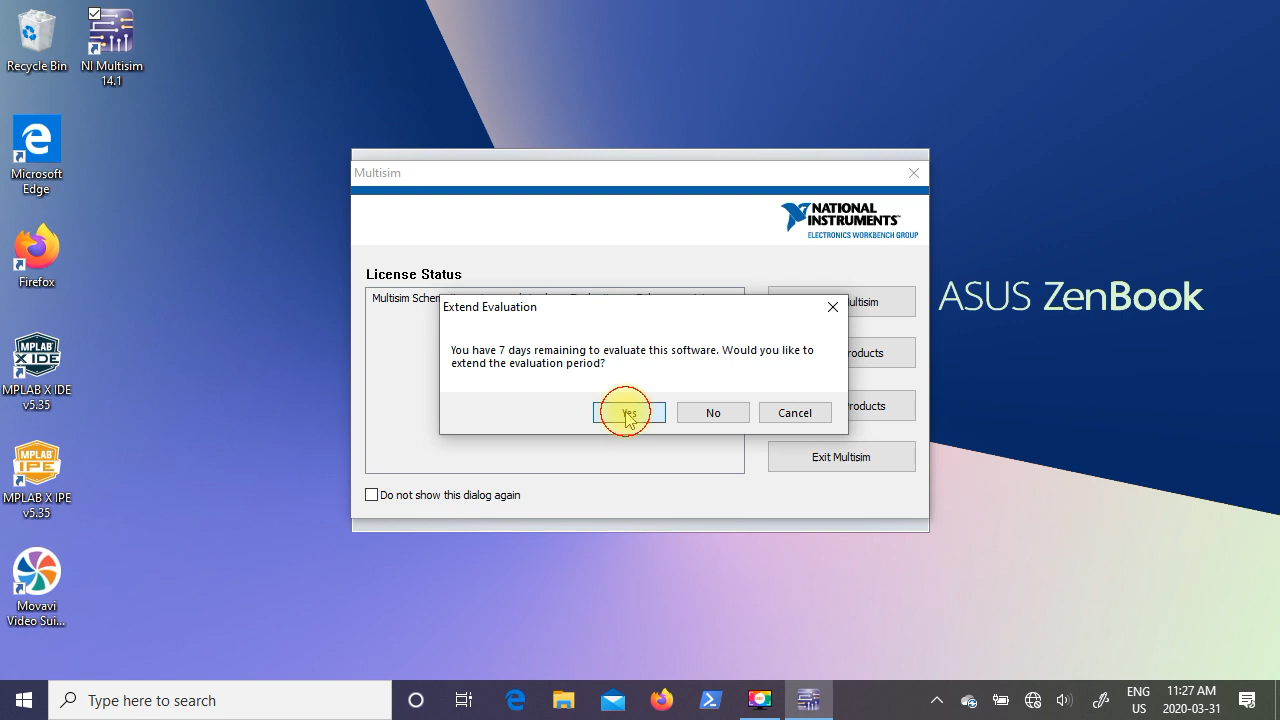 Recycle Bin
NI Multisim
14.1
Microsoft
Edge
Firefox
MPLAB
X IDE
MPLAB X IDE
v5.35
MPLAB
X IPE
MPLAB X IPE
v5.35
Movavi
Video Sui...
Multisim
NATIONAL
INSTRUMENTS™
ELECTRONICS WORKBENCH GROUP
License Status
Multisim Schem
ultisim
roducts
roducts
Exit Multisim
Do not show this dialog again
Extend Evaluation
You have 7 days remaining to evaluate this software. Would you like to
extend the evaluation period?
Yes
No
Cancel
ASUS ZenBook
Type here to search
ENG
US
11:27 AM
2020-03-31